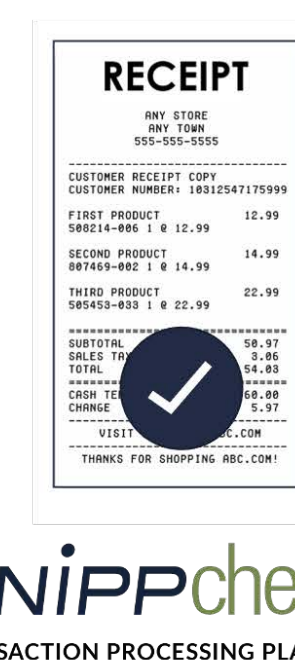 RECEIPT
ANY STORE
ANY TOWN
555-555-5555
CUSTOMER RECEIPT COPY
CUSTOMER NUMBER: 10312547175999
FIRST PRODUCT 12.99
508214-006 1 @ 12.99
SECOND PRODUCT 14.99
807469-002 1 @ 14.99
THIRD PRODUCT 22.99
505453-033 1 @ 22.99
SUBTOTAL 50.97
SALES TA 3.06
TOTAL 54.03
CASH TE 60.00
CHANGE 5.97
VISIT C.COM
THANKS FOR SHOPPING ABC.COM!
NiPPche
SACTION PROCESSING PLA